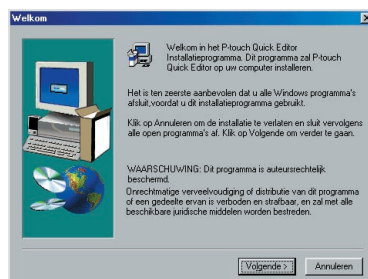 Welkom
Welkom in het P-touch Quick Editor
Installatieprogramma. Dit programma zal P-touch
Quick Editor op uw computer installeren.
Het is ten zeerste aanbevolen dat u alle Windows programma's
afsluit,voordat u dit installatieprogramma gebruikt.
Klik op Annuleren om de installatie te verlaten en sluit vervolgens
alle open programma's af. Klik op Volgende om verder te gaan.
WAARSCHUWING: Dit programma is auteursrechtelijk
beschermd.
Onrechtmatige verveelvoudiging of distributie van dit programma
of een gedeelte ervan is verboden en strafbaar, en zal met alle
beschikbare juridische middelen worden bestreden.
Volgende >
Annuleren